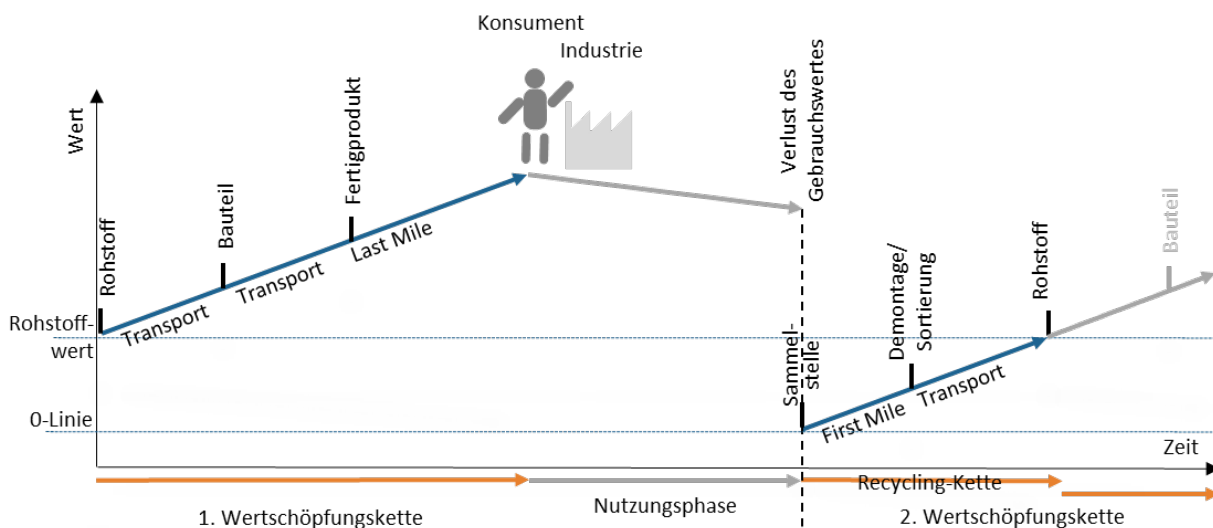 Konsument
Industrie
Wert
Rohstoff
Bauteil
Fertigprodukt
Verlust des
Gebrauchswertes
Transport
Transport
Last Mile
Rohstoff-
wert
0-Linie
Sammel-
stelle
Demontage/
Sortierung
Rohstoff
Bauteil
First Mile
Transport
Zeit
1. Wertschöpfungskette
Nutzungsphase
Recycling-Kette
2. Wertschöpfungskette